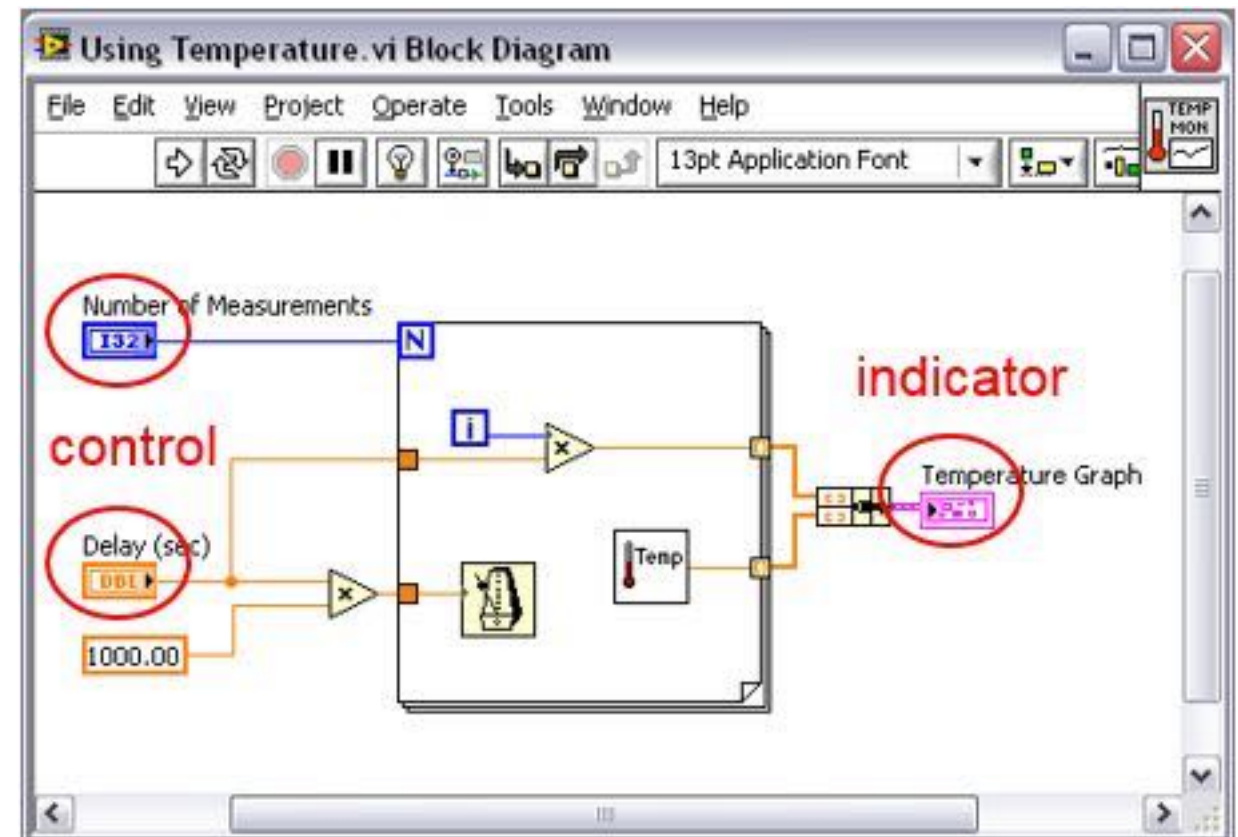 Using Temperature.vi Block Diagram
File Edit View Project Operate Tools Window Help
TEMP
MON
13pt Application Font
Number of Measurements
I32
N
indicator
i
×
control
Temperature Graph
Delay (sec)
DBL
Temp
×
1000.00